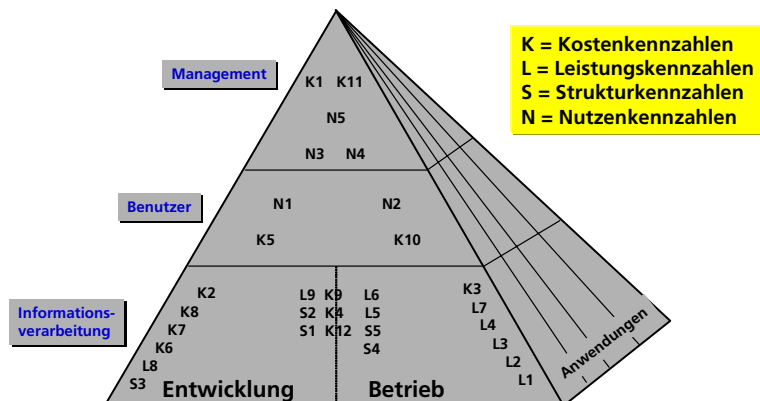 K = Kostenkennzahlen
L = Leistungskennzahlen
S = Strukturkennzahlen
N = Nutzenkennzahlen
Management
K1 K11
N5
N3 N4
Benutzer
N1 N2
K5 K10
Informations-
verarbeitung
K2 L9 K9 L6 K3
K8 S2 K4 L5 L7
K7 S1 K12 S5 L4
K6 S4 L3
L8 L2
S3 L1
Entwicklung Betrieb
Anwendungen